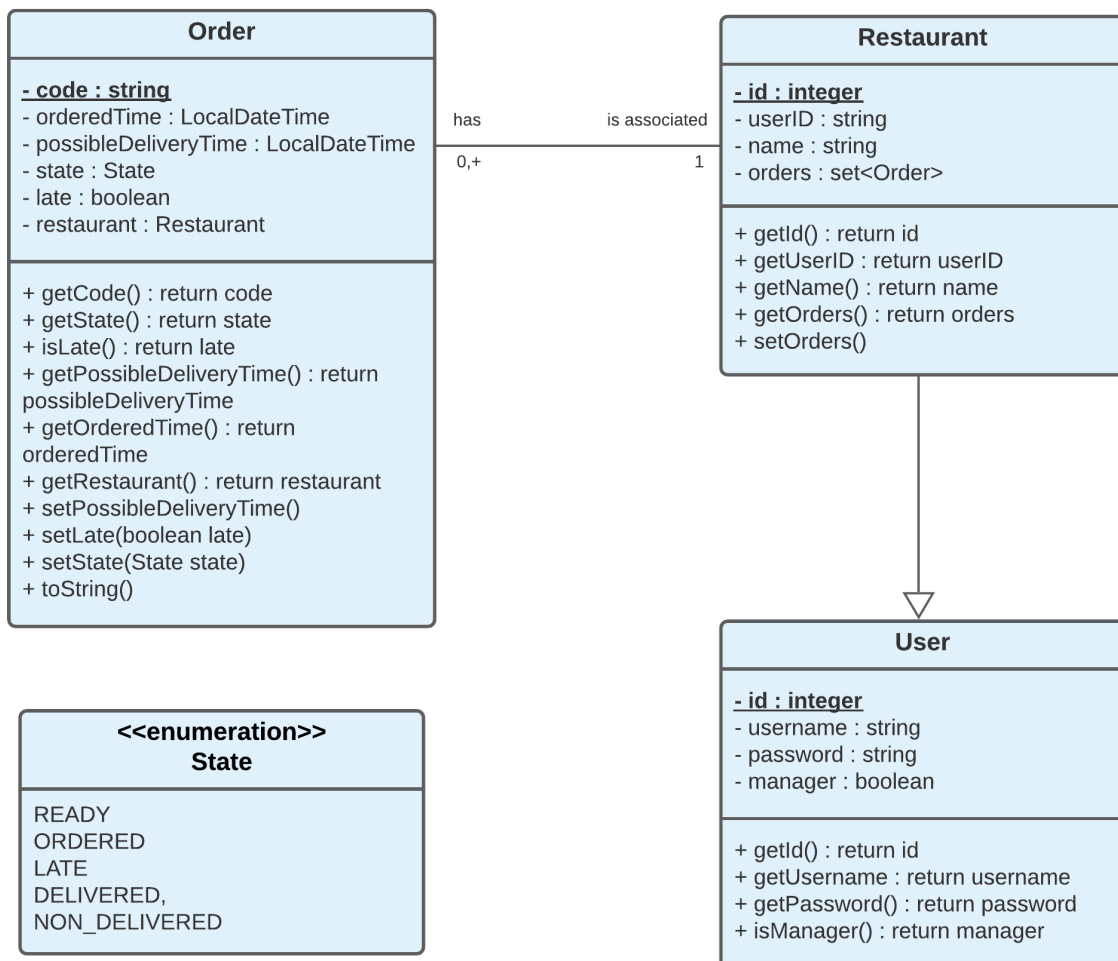 Order
- code : string
- orderedTime : LocalDateTime
- possibleDeliveryTime : LocalDateTime
- state : State
- late : boolean
- restaurant : Restaurant
+ getCode() : return code
+ getState() : return state
+ isLate() : return late
+ getPossibleDeliveryTime() : return
possibleDeliveryTime
+ getOrderedTime() : return
orderedTime
+ getRestaurant() : return restaurant
+ setPossibleDeliveryTime()
+ setLate(boolean late)
+ setState(State state)
+ toString()
has
is associated
0,+
1
Restaurant
- id : integer
- userID : string
- name : string
- orders : set<Order>
+ getId() : return id
+ getUserID : return userID
+ getName() : return name
+ getOrders() : return orders
+ setOrders()
<<enumeration>>
State
READY
ORDERED
LATE
DELIVERED,
NON_DELIVERED
User
- id : integer
- username : string
- password : string
- manager : boolean
+ getId() : return id
+ getUsername : return username
+ getPassword() : return password
+ isManager() : return manager